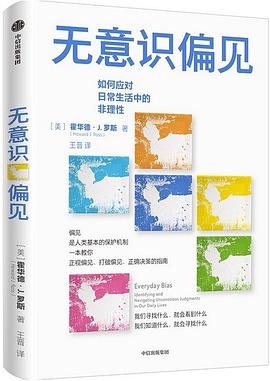 中信出版集团
无意识偏见
如何应对
日常生活中的
非理性
[美] 霍华德·J.罗斯 著
(Howard J. Ross)
王晋 译
偏见
是人类基本的保护机制
一本教你
正视偏见、打破偏见、正确决策的指南
Everyday Bias
Identifying and
Navigating Unconscious Judgments
in Our Daily Lives
我们寻找什么，就会看到什么
我们知道什么，就会寻找什么
中信出版集团
无意识
偏见
[美]
霍华德·J.罗斯
著
王晋 译
中信出版集团